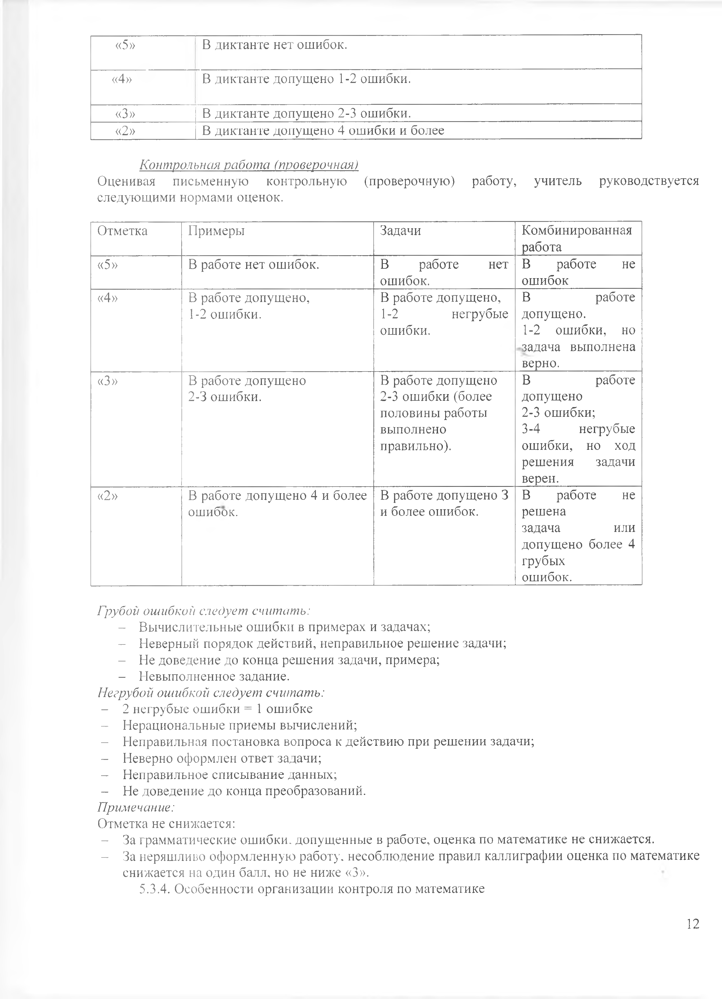 «5» В диктанте нет ошибок.
«4» В диктанте допущено 1-2 ошибки.
«3» В диктанте допущено 2-3 ошибки.
«2» В диктанте допущено 4 ошибки и более
Контрольная работа (проверочная)
Оценивая письменную контрольную (проверочную) работу, учитель руководствуется
следующими нормами оценок.
Отметка
Примеры
Задачи
Комбинированная
работа
«5»
В работе нет ошибок.
В работе нет
ошибок.
В работе не
ошибок
«4»
В работе допущено,
1-2 ошибки.
В работе допущено,
1-2 негрубые
ошибки.
В работе
допущено.
1-2 ошибки, но
задача выполнена
верно.
«3»
В работе допущено
2-3 ошибки.
В работе допущено
2-3 ошибки (более
половины работы
выполнено
правильно).
В работе
допущено
2-3 ошибки;
3-4 негрубые
ошибки, но ход
решения задачи
верен.
«2»
В работе допущено 4 и более
ошибок.
В работе допущено 3
и более ошибок.
В работе не
решена
задача или
допущено более 4
грубых
ошибок.
Грубой ошибкой следует считать:
– Вычислительные ошибки в примерах и задачах;
– Неверный порядок действий, неправильное решение задачи;
– Не доведение до конца решения задачи, примера;
– Невыполненное задание.
Негрубой ошибкой следует считать:
– 2 негрубые ошибки = 1 ошибке
– Нерациональные приемы вычислений;
– Неправильная постановка вопроса к действию при решении задачи;
– Неверно оформлен ответ задачи;
– Неправильное списывание данных;
– Не доведение до конца преобразований.
Примечание:
Отметка не снижается:
– За грамматические ошибки, допущенные в работе, оценка по математике не снижается.
– За неряшливо оформленную работу, несоблюдение правил каллиграфии оценка по математике
снижается на один балл, но не ниже «3».
5.3.4. Особенности организации контроля по математике
12